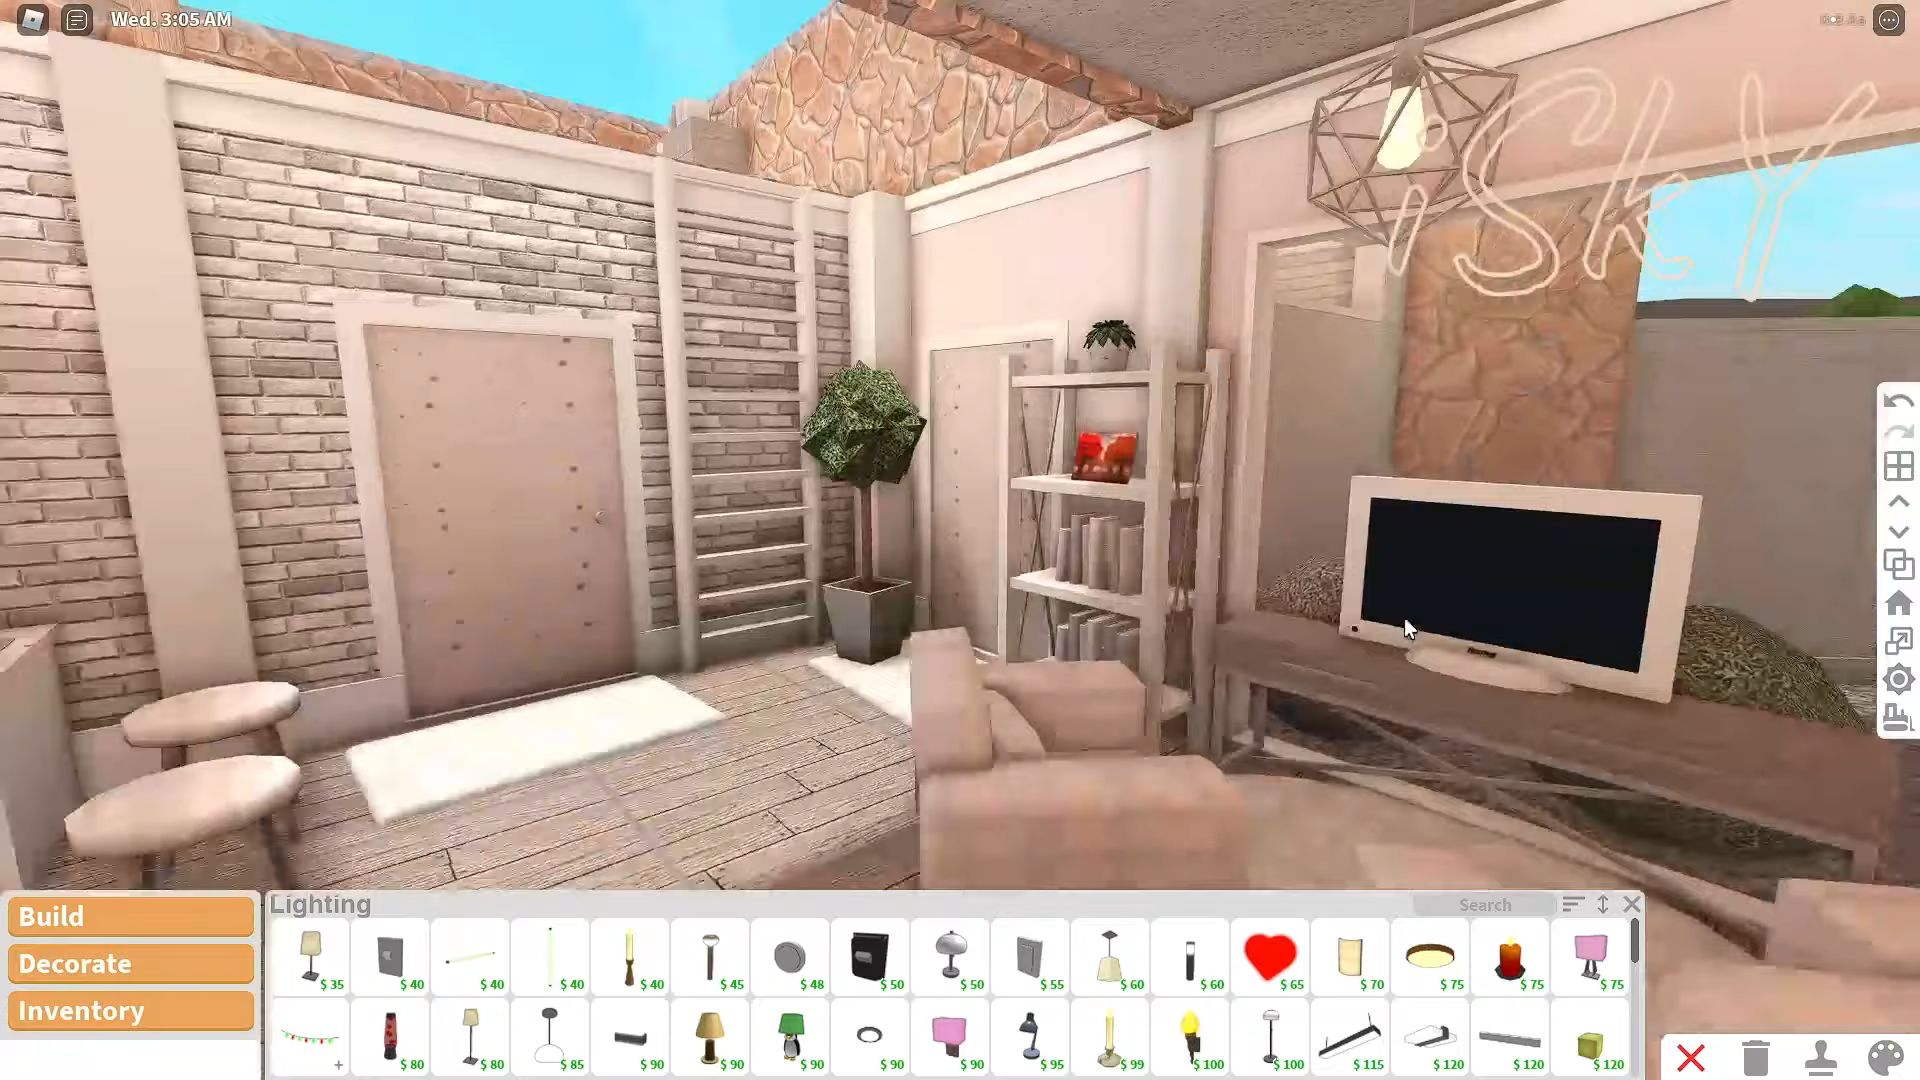 Wed. 3:05 AM
iSkY
Build
Decorate
Inventory
Lighting
Search
$ 35 $ 40 $ 40 $ 40 $ 40 $ 45 $ 48 $ 50 $ 50 $ 55 $ 60 $ 60 $ 65 $ 70 $ 75 $ 75 $ 75
+ $ 80 $ 80 $ 85 $ 90 $ 90 $ 90 $ 90 $ 95 $ 99 $ 100 $ 100 $ 115 $ 120 $ 120 $ 120